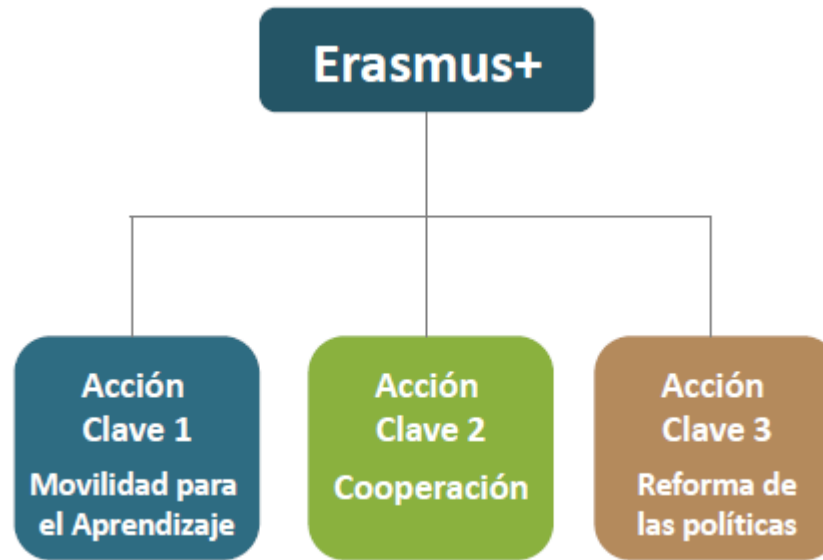 Erasmus+
Acción
Clave 1
Movilidad para
el Aprendizaje
Acción
Clave 2
Cooperación
Acción
Clave 3
Reforma de
las políticas